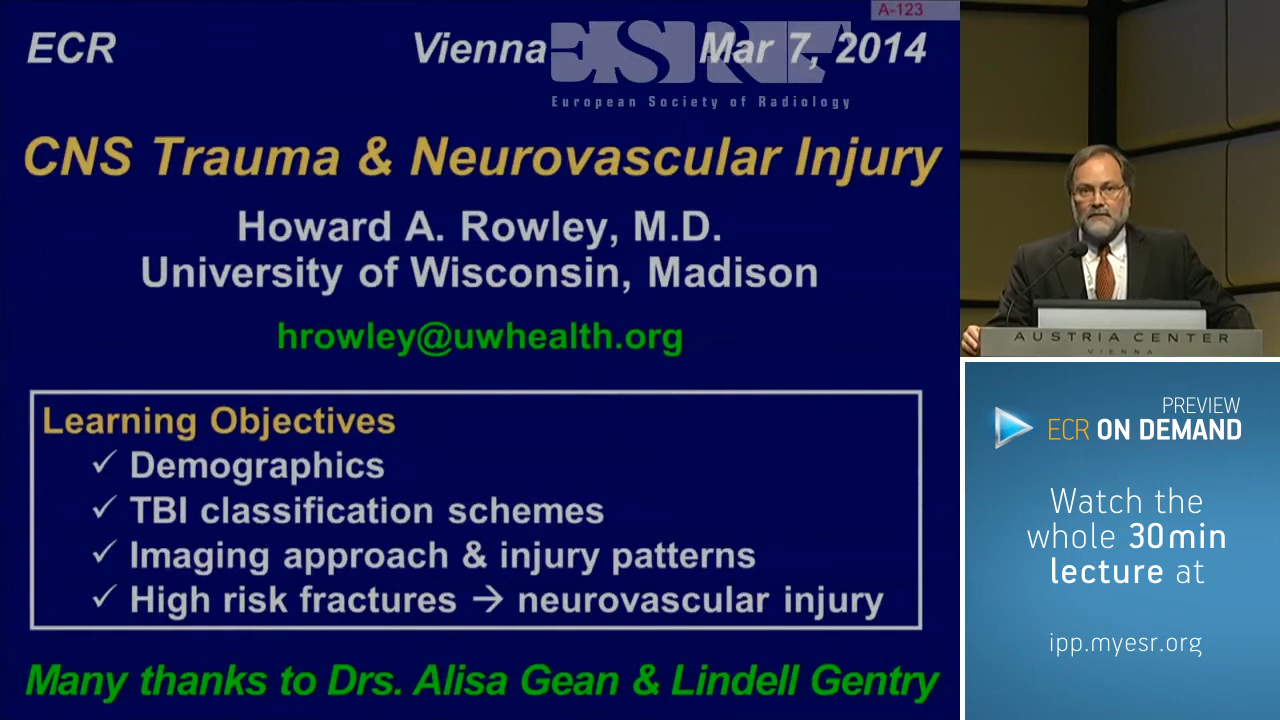 A-123
ECR Vienna Mar 7, 2014
ESR
European Society of Radiology
CNS Trauma & Neurovascular Injury
Howard A. Rowley, M.D.
University of Wisconsin, Madison
hrowley@uwhealth.org
Learning Objectives
✓ Demographics
✓ TBI classification schemes
✓ Imaging approach & injury patterns
✓ High risk fractures → neurovascular injury
Many thanks to Drs. Alisa Gean & Lindell Gentry
AUSTRIA CENTER
VIENNA
PREVIEW
ECR ON DEMAND
Watch the
whole 30min
lecture at
ipp.myesr.org